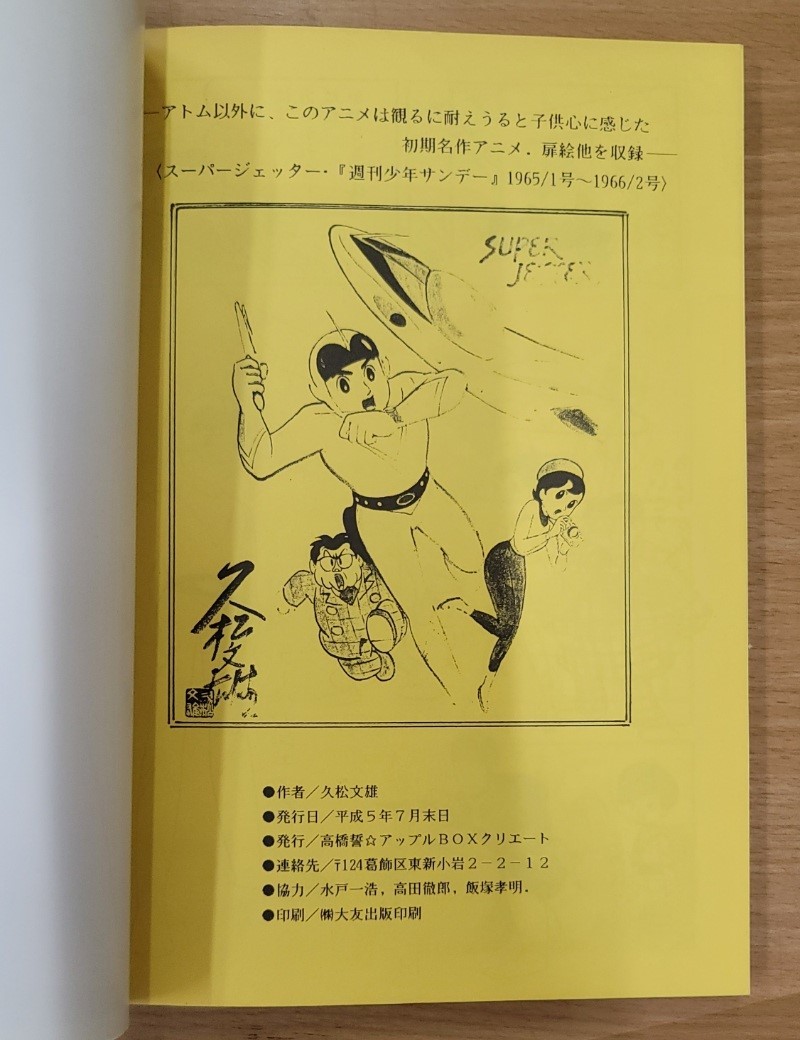 ―アトム以外に、このアニメは観るに耐えうると子供心に感じた
初期名作アニメ．扉絵他を収録――
〈スーパージェッター・『週刊少年サンデー』1965/1号～1966/2号〉
SUPER
JETTER
久松文雄
●作者／久松文雄
●発行日／平成５年７月末日
●発行／高橋誓☆アップルＢＯＸクリエート
●連絡先／〒124葛飾区東新小岩２－２－１２
●協力／水戸一浩，高田徹郎，飯塚孝明．
●印刷／㈱大友出版印刷